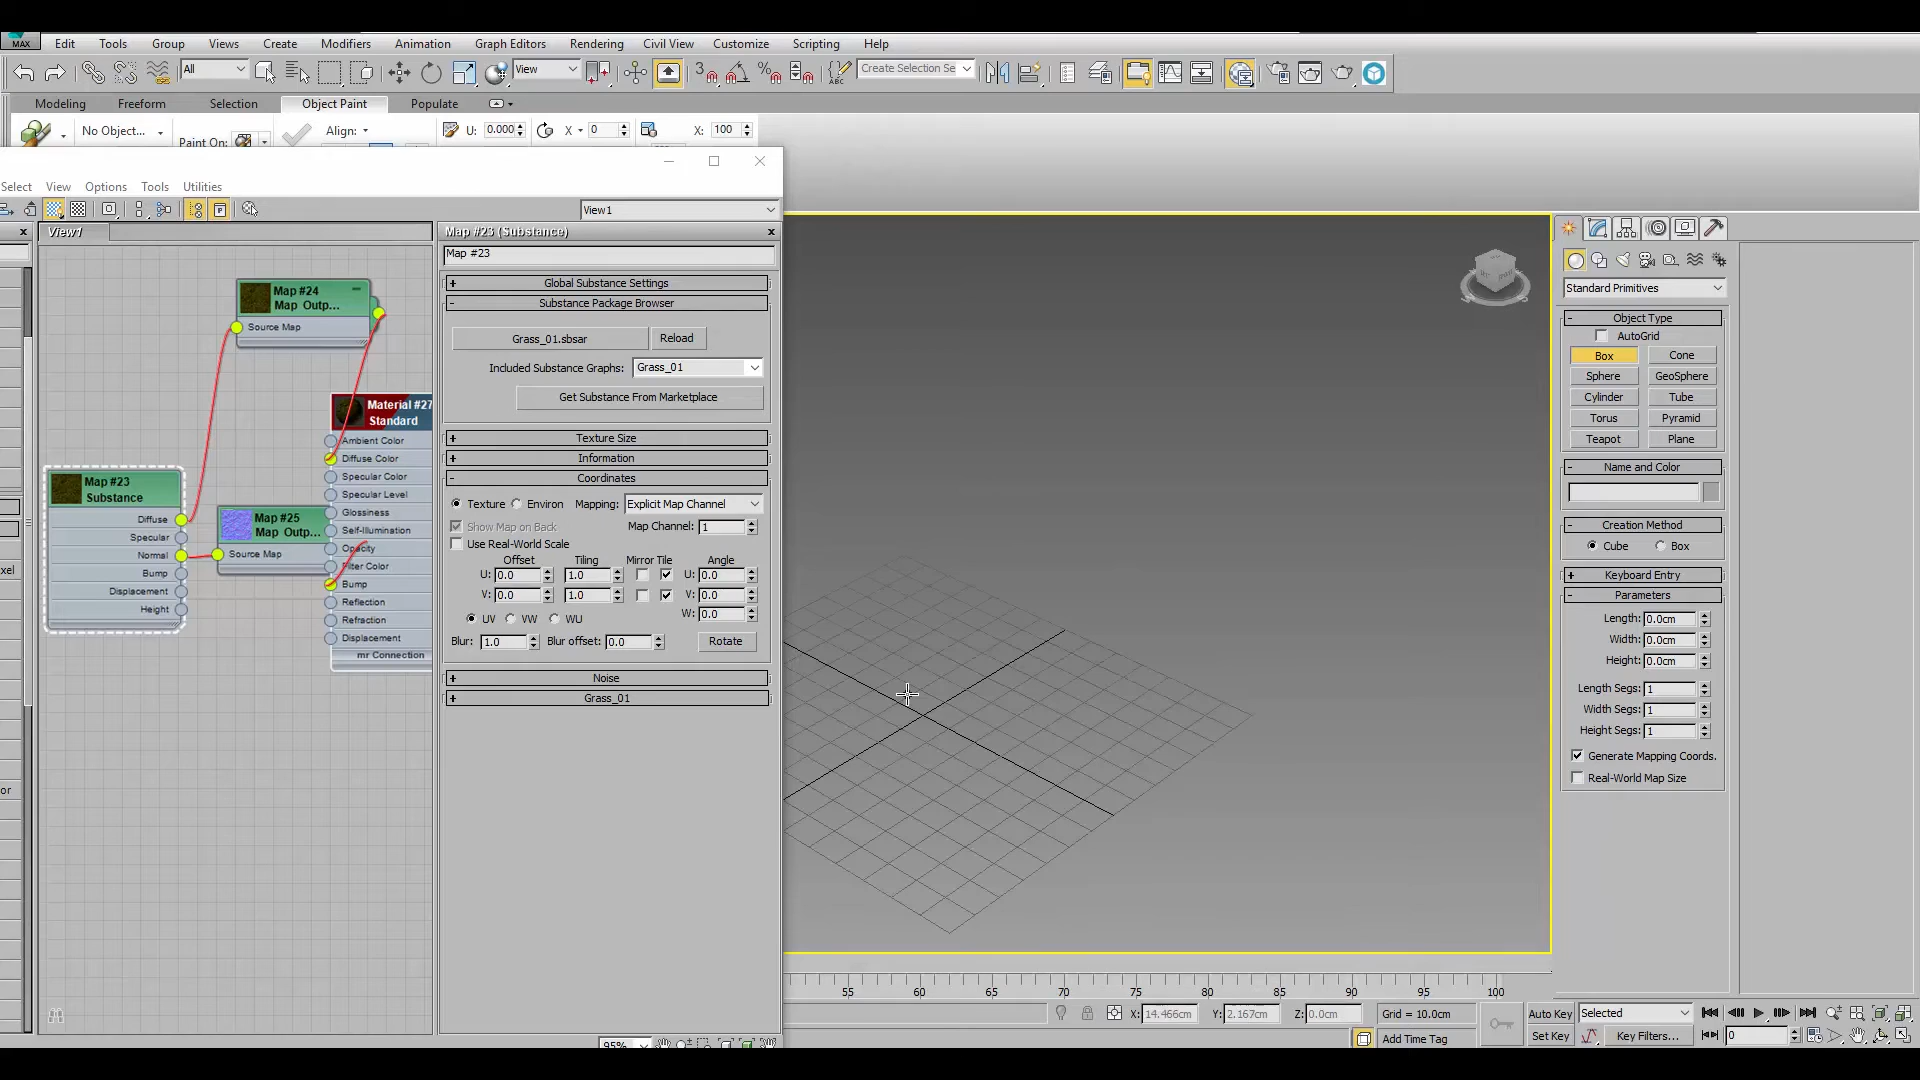 MAX Edit Tools Group Views Create Modifiers Animation Graph Editors Rendering Civil View Customize Scripting Help
All View 3 Create Selection Se
Modeling Freeform Selection Object Paint Populate
No Object... Paint On: Align: U: 0.000 X 0 X: 100
Select View Options Tools Utilities
View1
View1
Map #24
Map Outp...
Source Map
Material #27
Standard
Ambient Color
Diffuse Color
Specular Color
Specular Level
Glossiness
Self-Illumination
Opacity
Filter Color
Bump
Reflection
Refraction
Displacement
mr Connection
Map #23
Substance
Diffuse
Specular
Normal
Bump
Displacement
Height
Map #25
Map Outp...
Source Map
xel
or
Map #23 (Substance) x
Map #23
+ Global Substance Settings
- Substance Package Browser
Grass_01.sbsar Reload
Included Substance Graphs: Grass_01
Get Substance From Marketplace
+ Texture Size
+ Information
- Coordinates
Texture Environ Mapping: Explicit Map Channel
Show Map on Back Map Channel: 1
Use Real-World Scale
Offset Tiling Mirror Tile Angle
U: 0.0 1.0 U: 0.0
V: 0.0 1.0 V: 0.0
UV VW WU W: 0.0
Blur: 1.0 Blur offset: 0.0 Rotate
+ Noise
+ Grass_01
95%
Standard Primitives
- Object Type
AutoGrid
Box Cone
Sphere GeoSphere
Cylinder Tube
Torus Pyramid
Teapot Plane
- Name and Color
- Creation Method
Cube Box
+ Keyboard Entry
- Parameters
Length: 0.0cm
Width: 0.0cm
Height: 0.0cm
Length Segs: 1
Width Segs: 1
Height Segs: 1
Generate Mapping Coords.
Real-World Map Size
55 60 65 70 75 80 85 90 95 100
X: 14.466cm Y: 2.167cm Z: 0.0cm Grid = 10.0cm Auto Key Selected
Add Time Tag Set Key Key Filters... 0